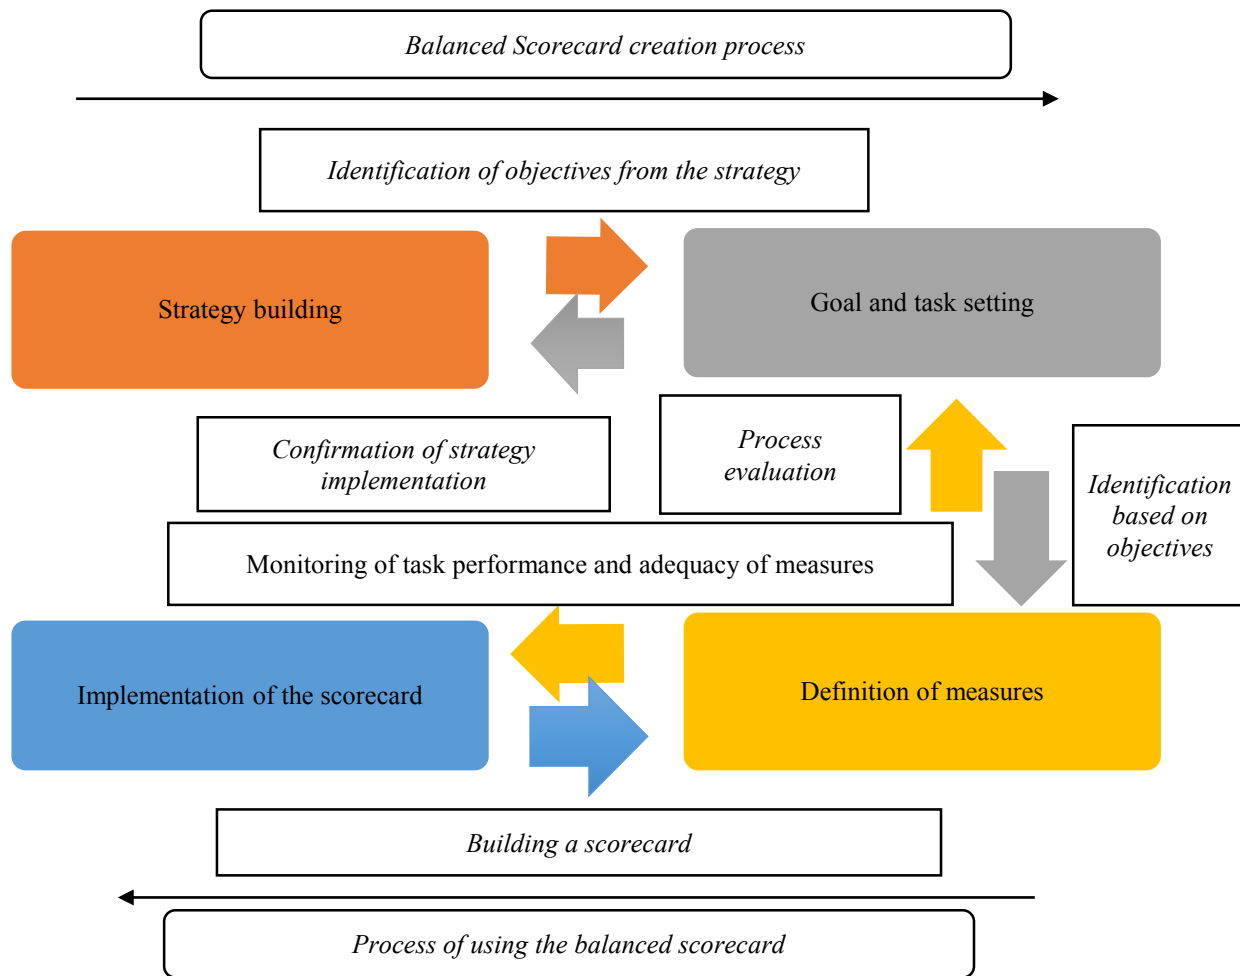 Balanced Scorecard creation process
Identification of objectives from the strategy
Strategy building
Goal and task setting
Confirmation of strategy
implementation
Process
evaluation
Identification
based on
objectives
Monitoring of task performance and adequacy of measures
Implementation of the scorecard
Definition of measures
Building a scorecard
Process of using the balanced scorecard